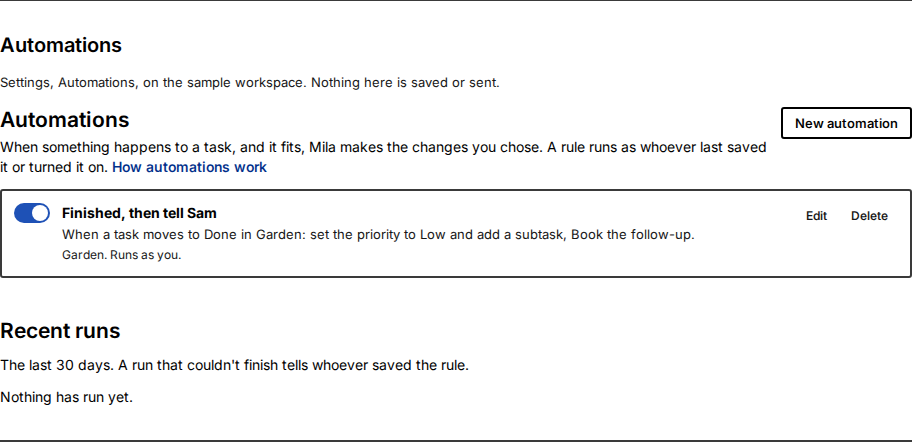 Automations
Settings, Automations, on the sample workspace. Nothing here is saved or sent.
Automations
New automation
When something happens to a task, and it fits, Mila makes the changes you chose. A rule runs as whoever last saved
it or turned it on. How automations work
Finished, then tell Sam
Edit
Delete
When a task moves to Done in Garden: set the priority to Low and add a subtask, Book the follow-up.
Garden. Runs as you.
Recent runs
The last 30 days. A run that couldn't finish tells whoever saved the rule.
Nothing has run yet.